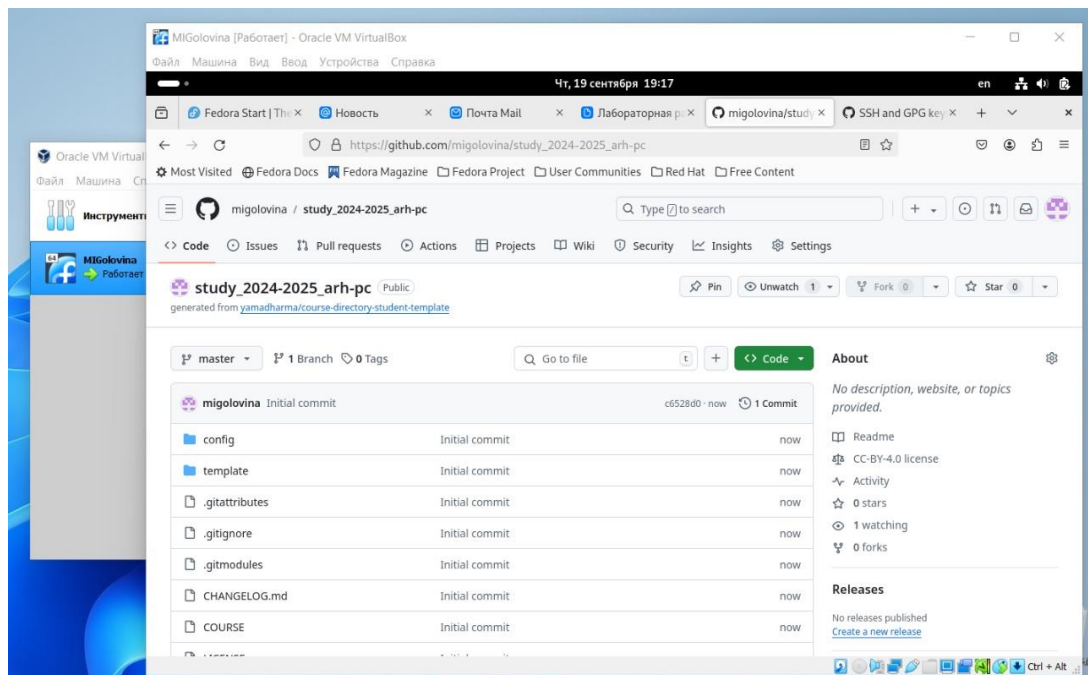 MIGolovina [Работает] - Oracle VM VirtualBox
Файл Машина Вид Ввод Устройства Справка
Чт, 19 сентября 19:17
en
Fedora Start | The
Новость
Почта Mail
Лабораторная ра
migolovina/study
SSH and GPG key
https://github.com/migolovina/study_2024-2025_arh-pc
Most Visited Fedora Docs Fedora Magazine Fedora Project User Communities Red Hat Free Content
Oracle VM Virtual
Файл Машина
Инструмент
64
MIGolovina
Работает
migolovina / study_2024-2025_arh-pc
Type / to search
Code Issues Pull requests Actions Projects Wiki Security Insights Settings
study_2024-2025_arh-pc Public
Pin Unwatch 1 Fork 0 Star 0
generated from yamadharma/course-directory-student-template
master 1 Branch 0 Tags
Go to file t
Code
migolovina Initial commit c6528d0 · now 1 Commit
config Initial commit now
template Initial commit now
.gitattributes Initial commit now
.gitignore Initial commit now
.gitmodules Initial commit now
CHANGELOG.md Initial commit now
COURSE Initial commit now
About
No description, website, or topics
provided.
Readme
CC-BY-4.0 license
Activity
0 stars
1 watching
0 forks
Releases
No releases published
Create a new release
Ctrl + Alt